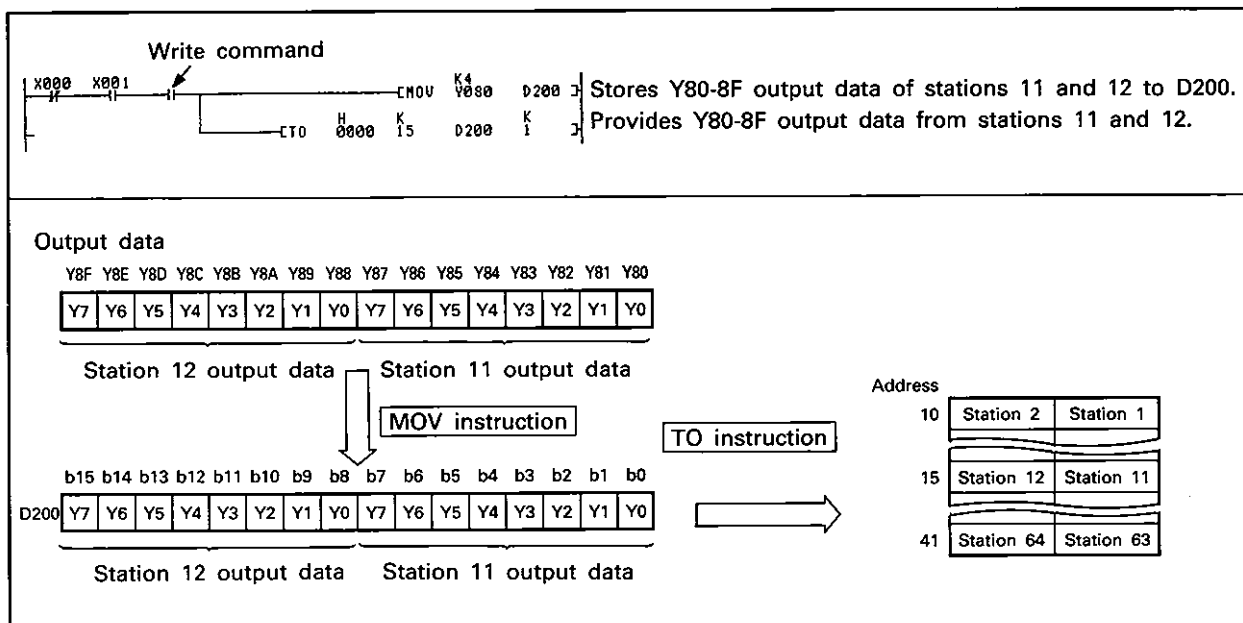 Write command
X000 X001
[MOV K4 Y080 D200 ] Stores Y80-8F output data of stations 11 and 12 to D200.
[TO H 0000 K 15 D200 K 1 ] Provides Y80-8F output data from stations 11 and 12.
Output data
Y8F Y8E Y8D Y8C Y8B Y8A Y89 Y88 Y87 Y86 Y85 Y84 Y83 Y82 Y81 Y80
Y7 Y6 Y5 Y4 Y3 Y2 Y1 Y0 Y7 Y6 Y5 Y4 Y3 Y2 Y1 Y0
Station 12 output data Station 11 output data
MOV instruction
b15 b14 b13 b12 b11 b10 b9 b8 b7 b6 b5 b4 b3 b2 b1 b0
D200 Y7 Y6 Y5 Y4 Y3 Y2 Y1 Y0 Y7 Y6 Y5 Y4 Y3 Y2 Y1 Y0
Station 12 output data Station 11 output data
TO instruction
Address
10 Station 2 Station 1
15 Station 12 Station 11
41 Station 64 Station 63